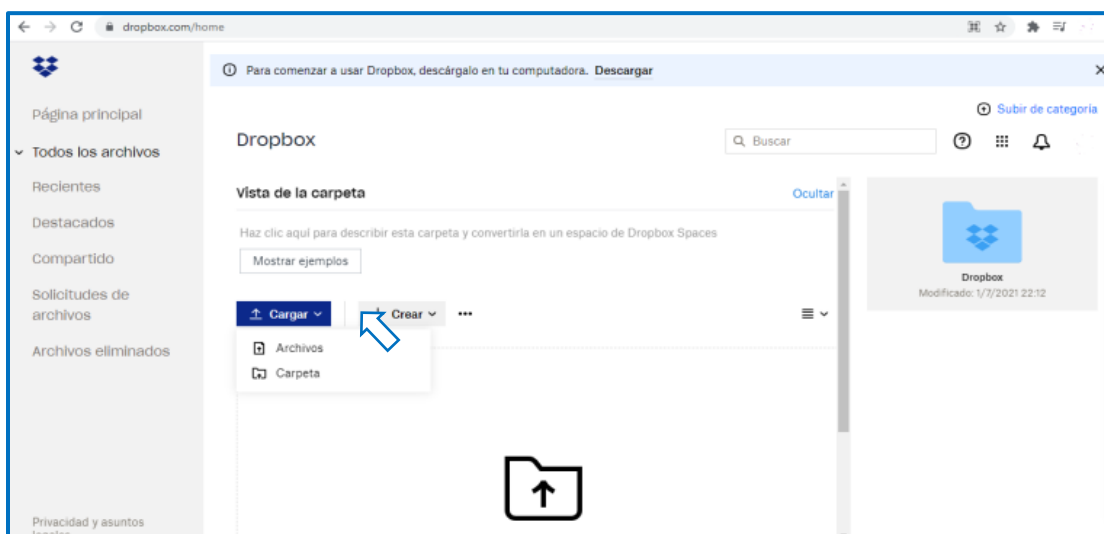 dropbox.com/home
Para comenzar a usar Dropbox, descárgalo en tu computadora. Descargar
Subir de categoría
Página principal
Dropbox
Buscar
Todos los archivos
Recientes
Vista de la carpeta
Ocultar
Destacados
Haz clic aquí para describir esta carpeta y convertirla en un espacio de Dropbox Spaces
Compartido
Mostrar ejemplos
Dropbox
Modificado: 1/7/2021 22:12
Solicitudes de
archivos
Cargar
Crear
Archivos
Archivos eliminados
Carpeta
Privacidad y asuntos
legales